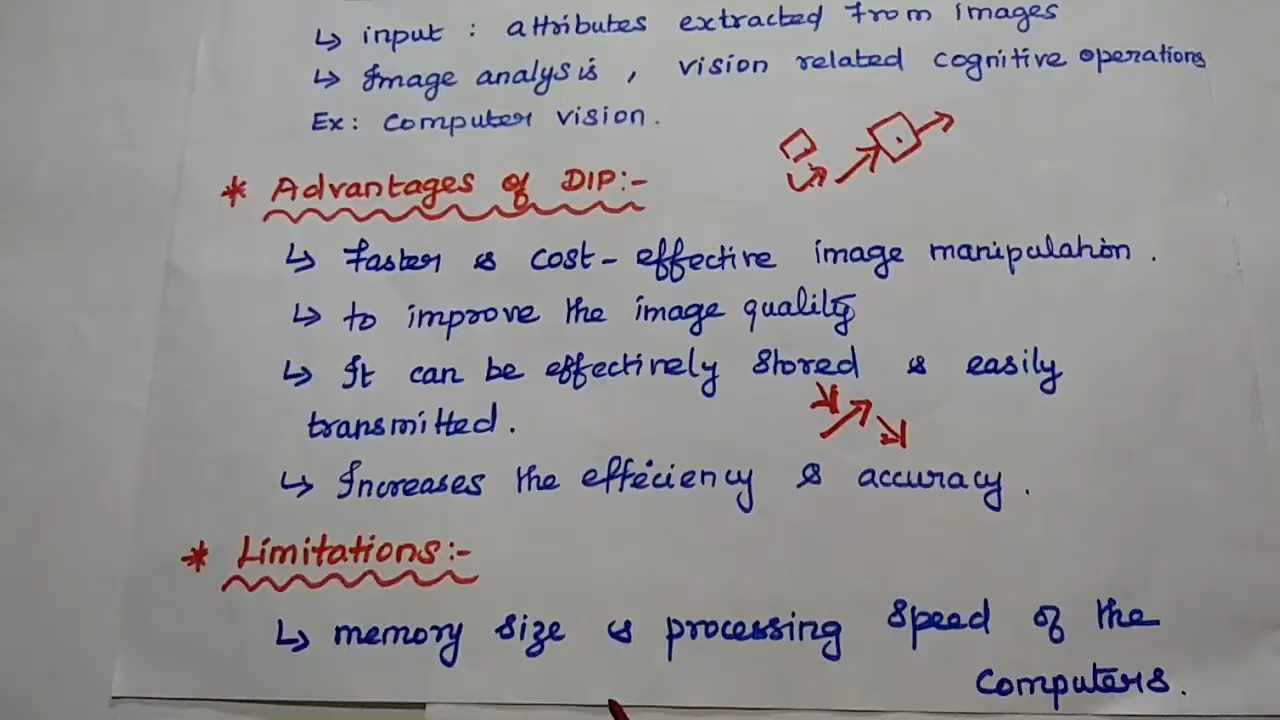 ↳ input : attributes extracted from images
↳ Image analysis , vision related cognitive operations
Ex: computer vision.
* Advantages of DIP:-
↳ Faster & cost-effective image manipulation .
↳ to improve the image quality
↳ It can be effectively stored & easily
transmitted.
↳ Increases the effeciency & accuracy .
* Limitations:-
↳ memory size & processing speed of the
computers.